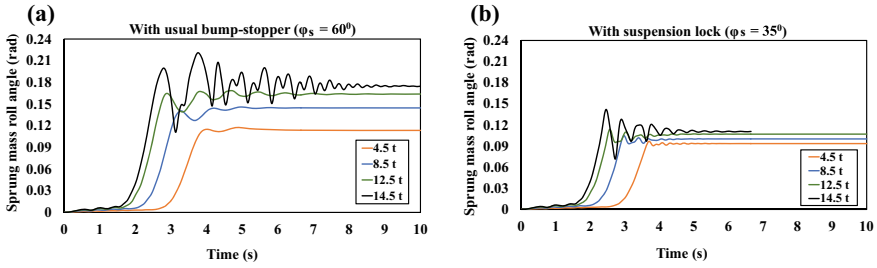 (a)
With usual bump-stopper (φs = 60⁰)
Sprung mass roll angle (rad)
0.24
0.21
0.18
0.15
0.12
0.09
0.06
0.03
0
0 1 2 3 4 5 6 7 8 9 10
Time (s)
4.5 t
8.5 t
12.5 t
14.5 t
(b)
With suspension lock (φs = 35⁰)
Sprung mass roll angle (rad)
0.24
0.21
0.18
0.15
0.12
0.09
0.06
0.03
0
0 1 2 3 4 5 6 7 8 9 10
Time (s)
4.5 t
8.5 t
12.5 t
14.5 t